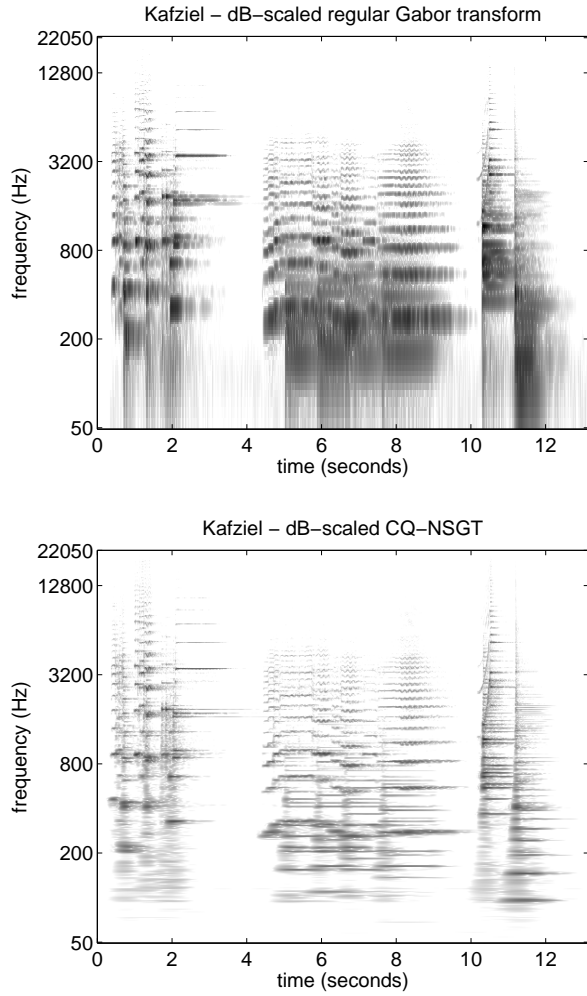 Kafziel − dB−scaled regular Gabor transform
22050
12800
3200
800
200
50
frequency (Hz)
0 2 4 6 8 10 12
time (seconds)
Kafziel − dB−scaled CQ−NSGT
22050
12800
3200
800
200
50
frequency (Hz)
0 2 4 6 8 10 12
time (seconds)